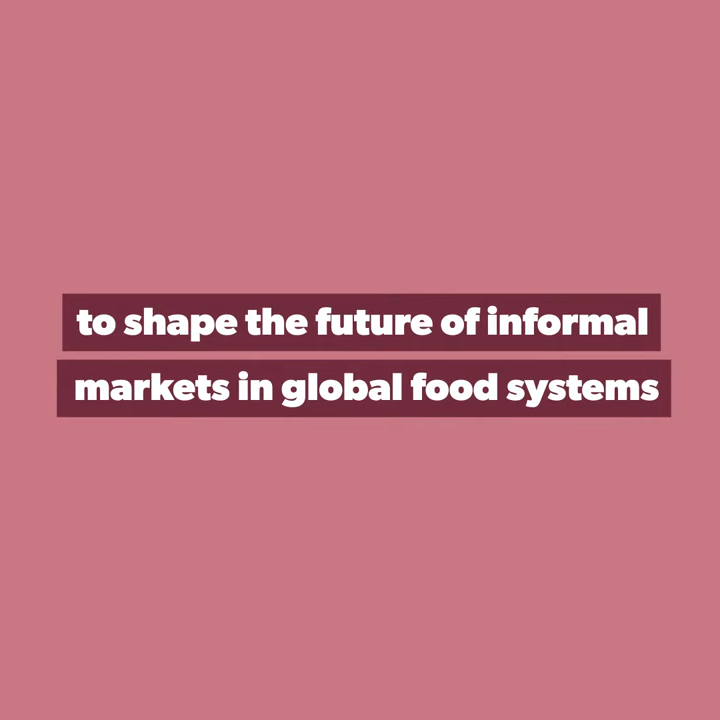 to shape the future of informal
markets in global food systems